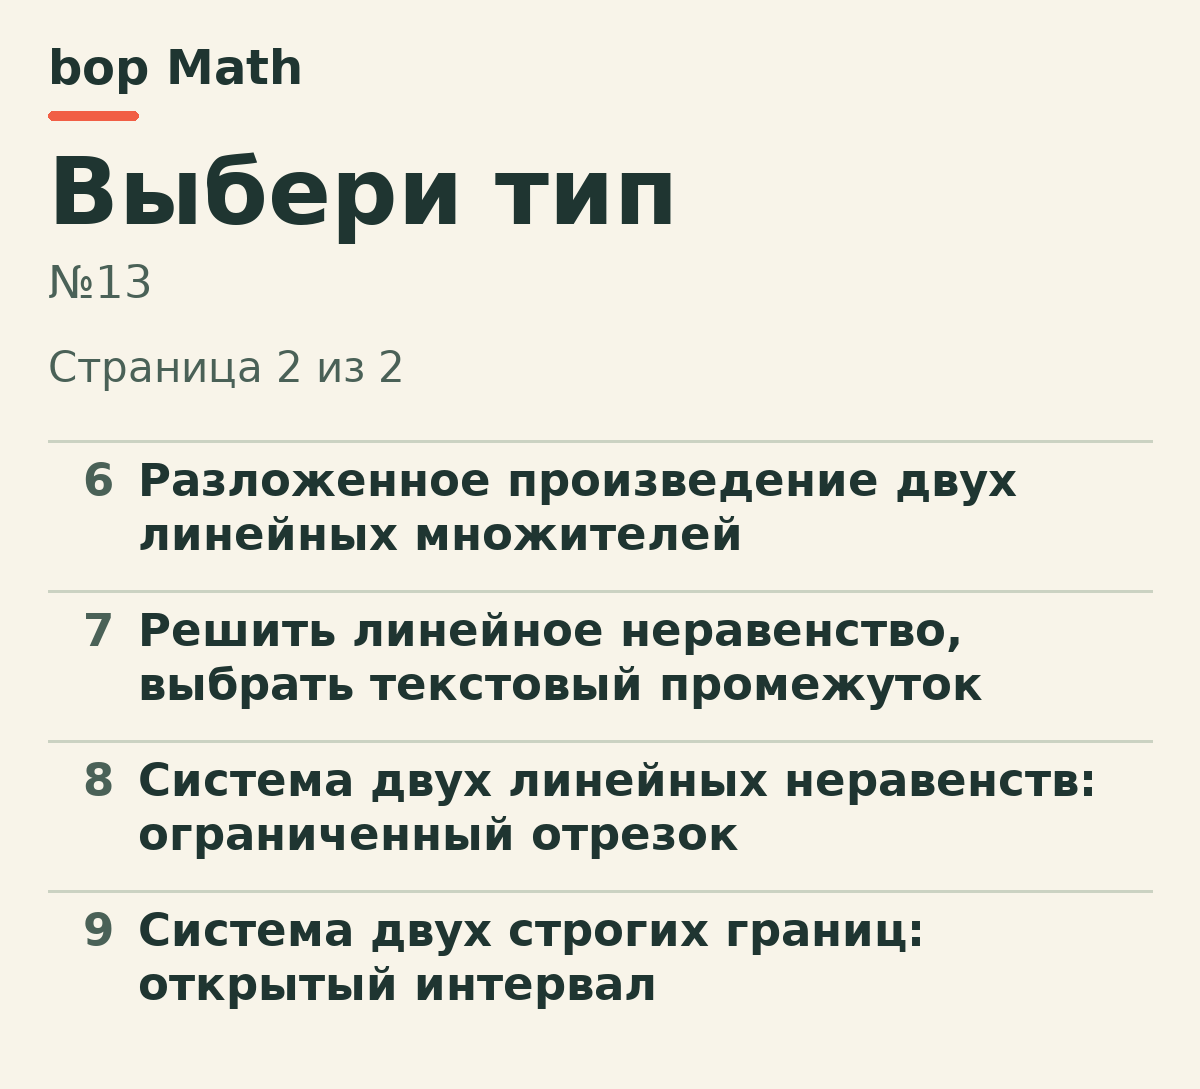 bop Math
Выбери тип
№13
Страница 2 из 2
6 Разложенное произведение двух
линейных множителей
7 Решить линейное неравенство,
выбрать текстовый промежуток
8 Система двух линейных неравенств:
ограниченный отрезок
9 Система двух строгих границ:
открытый интервал